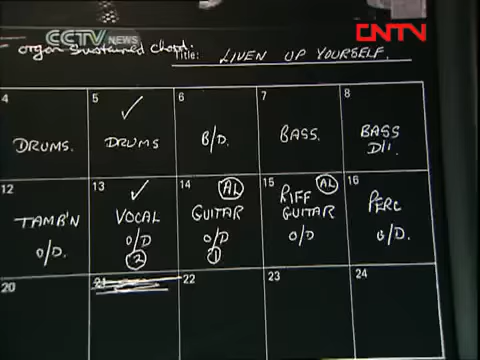 CCTV NEWS
CNTV
organ sustained chord.
Title: LIVEN UP YOURSELF.
4 5 ✓ 6 7 8
DRUMS. DRUMS B/D. BASS. BASS
D/I.
12 13 ✓ 14 AL 15 AL 16
TAMB'N VOCAL GUITAR RIFF GUITAR PERC
O/D. O/D O/D O/D O/D.
2 1
20 21 22 23 24